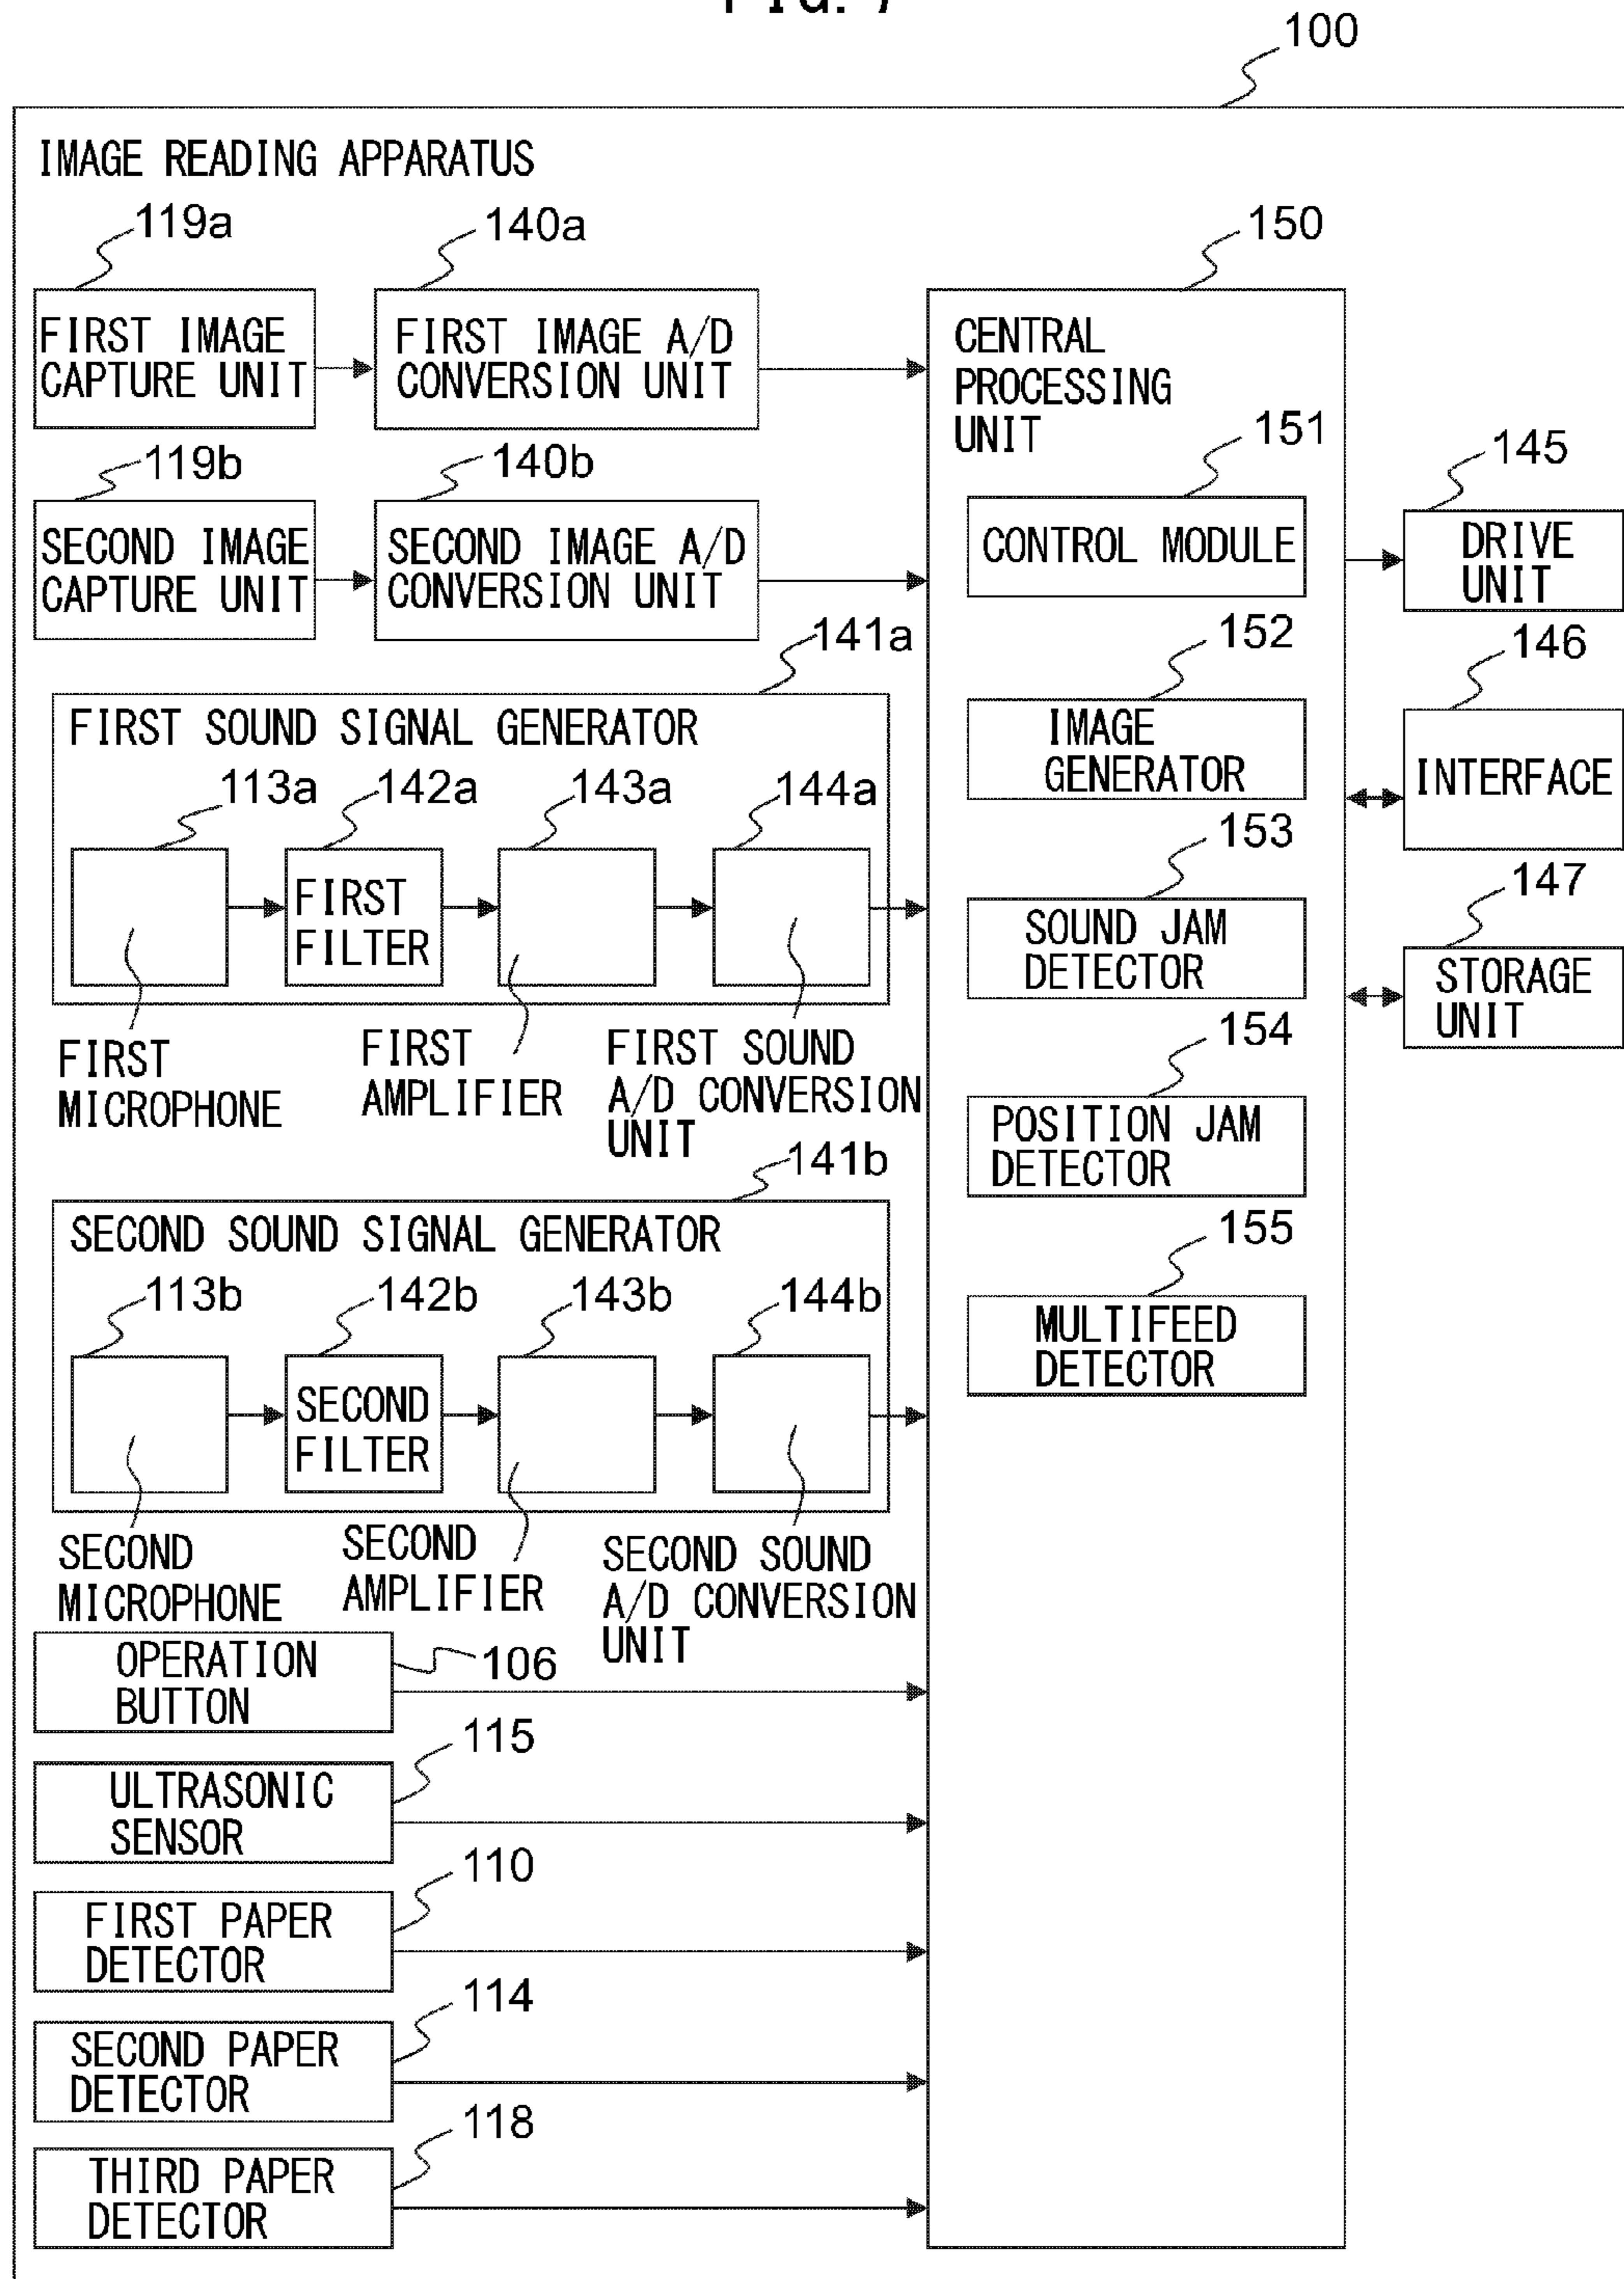 FIG. 7
100
IMAGE READING APPARATUS
119a
140a
150
FIRST IMAGE
CAPTURE UNIT
FIRST IMAGE A/D
CONVERSION UNIT
CENTRAL
PROCESSING
UNIT
119b
140b
151
145
SECOND IMAGE
CAPTURE UNIT
SECOND IMAGE A/D
CONVERSION UNIT
CONTROL MODULE
DRIVE
UNIT
141a
152
146
FIRST SOUND SIGNAL GENERATOR
IMAGE
GENERATOR
INTERFACE
113a
142a
143a
144a
153
147
FIRST
FILTER
SOUND JAM
DETECTOR
STORAGE
UNIT
FIRST
MICROPHONE
FIRST
AMPLIFIER
FIRST SOUND
A/D CONVERSION
UNIT
154
POSITION JAM
DETECTOR
141b
SECOND SOUND SIGNAL GENERATOR
155
113b
142b
143b
144b
MULTIFEED
DETECTOR
SECOND
FILTER
SECOND
MICROPHONE
SECOND
AMPLIFIER
SECOND SOUND
A/D CONVERSION
UNIT
OPERATION
BUTTON
106
ULTRASONIC
SENSOR
115
FIRST PAPER
DETECTOR
110
SECOND PAPER
DETECTOR
114
THIRD PAPER
DETECTOR
118